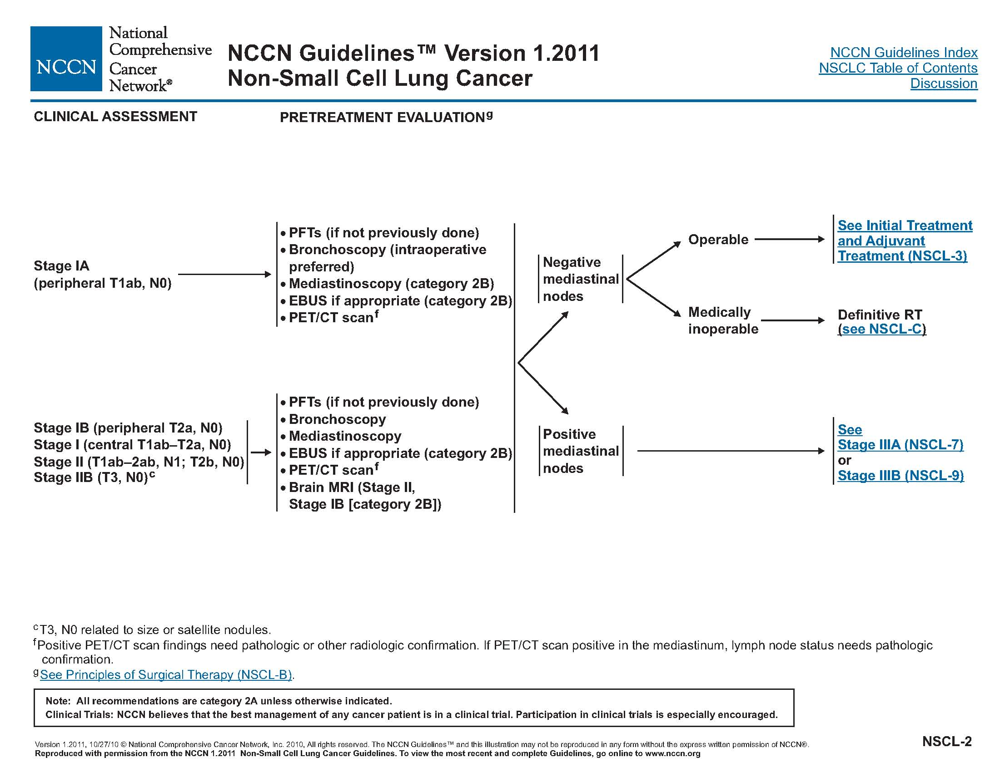 NCCN
National
Comprehensive
Cancer
Network®
NCCN Guidelines™ Version 1.2011
Non-Small Cell Lung Cancer
NCCN Guidelines Index
NSCLC Table of Contents
Discussion
CLINICAL ASSESSMENT
PRETREATMENT EVALUATIONg
Stage IA
(peripheral T1ab, N0)
• PFTs (if not previously done)
• Bronchoscopy (intraoperative
preferred)
• Mediastinoscopy (category 2B)
• EBUS if appropriate (category 2B)
• PET/CT scanf
Negative
mediastinal
nodes
Operable
See Initial Treatment
and Adjuvant
Treatment (NSCL-3)
Medically
inoperable
Definitive RT
(see NSCL-C)
Stage IB (peripheral T2a, N0)
Stage I (central T1ab–T2a, N0)
Stage II (T1ab–2ab, N1; T2b, N0)
Stage IIB (T3, N0)c
• PFTs (if not previously done)
• Bronchoscopy
• Mediastinoscopy
• EBUS if appropriate (category 2B)
• PET/CT scanf
• Brain MRI (Stage II,
Stage IB [category 2B])
Positive
mediastinal
nodes
See
Stage IIIA (NSCL-7)
or
Stage IIIB (NSCL-9)
cT3, N0 related to size or satellite nodules.
fPositive PET/CT scan findings need pathologic or other radiologic confirmation. If PET/CT scan positive in the mediastinum, lymph node status needs pathologic
confirmation.
gSee Principles of Surgical Therapy (NSCL-B).
Note: All recommendations are category 2A unless otherwise indicated.
Clinical Trials: NCCN believes that the best management of any cancer patient is in a clinical trial. Participation in clinical trials is especially encouraged.
Version 1.2011, 10/27/10 © National Comprehensive Cancer Network, Inc. 2010, All rights reserved. The NCCN Guidelines™ and this illustration may not be reproduced in any form without the express written permission of NCCN®.
Reproduced with permission from the NCCN 1.2011 Non-Small Cell Lung Cancer Guidelines. To view the most recent and complete Guidelines, go online to www.nccn.org
NSCL-2